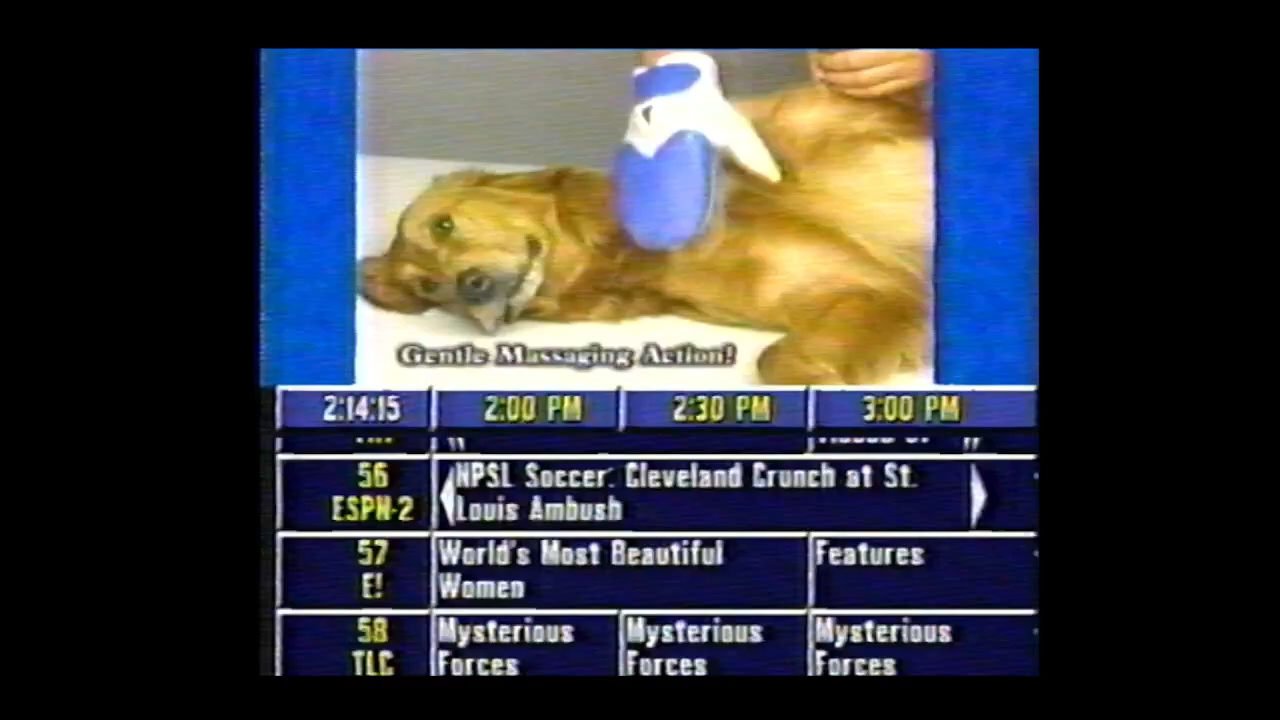 Gentle Massaging Action!
2:14:15 2:00 PM 2:30 PM 3:00 PM
56 NPSL Soccer: Cleveland Crunch at St.
ESPN-2 Louis Ambush
57 World's Most Beautiful Features
E! Women
58 Mysterious Mysterious Mysterious
TLC Forces Forces Forces